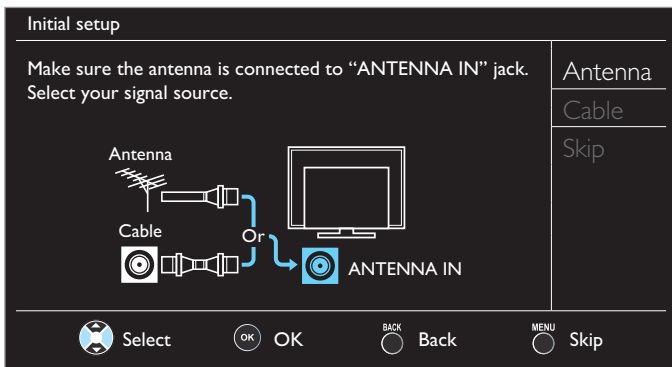 Initial setup
Make sure the antenna is connected to “ANTENNA IN” jack.
Select your signal source.
Antenna
Cable
Skip
Antenna
Cable
Or
ANTENNA IN
Select
OK
OK
BACK
Back
MENU
Skip